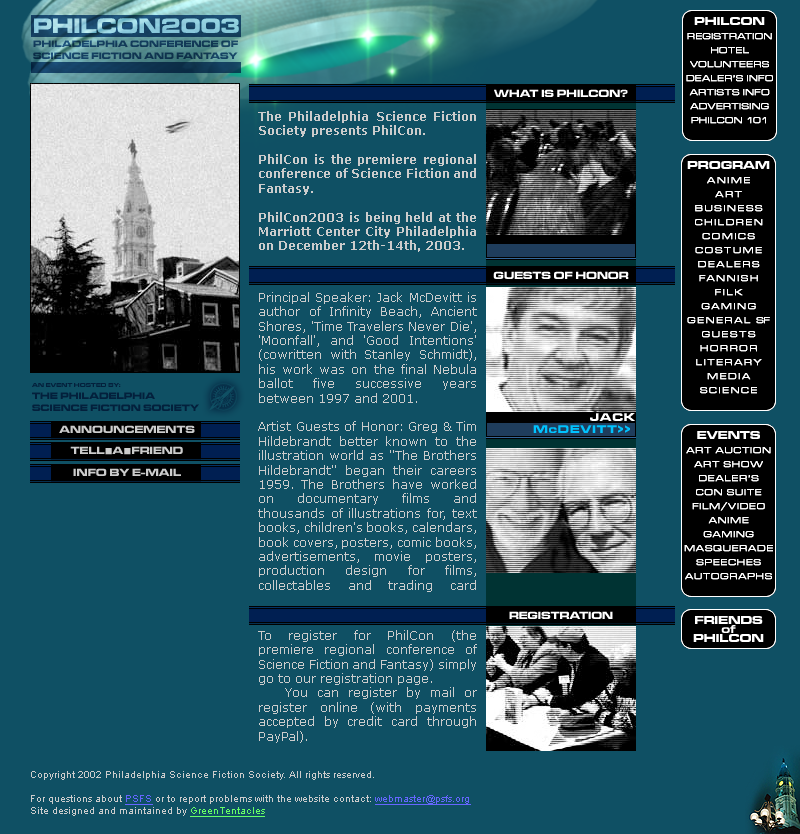 PHILCON2003
PHILADELPHIA CONFERENCE OF
SCIENCE FICTION AND FANTASY
AN EVENT HOSTED BY:
THE PHILADELPHIA
SCIENCE FICTION SOCIETY
ANNOUNCEMENTS
TELL■A■FRIEND
INFO BY E-MAIL
WHAT IS PHILCON?
The Philadelphia Science Fiction
Society presents PhilCon.
PhilCon is the premiere regional
conference of Science Fiction and
Fantasy.
PhilCon2003 is being held at the
Marriott Center City Philadelphia
on December 12th-14th, 2003.
GUESTS OF HONOR
Principal Speaker: Jack McDevitt is
author of Infinity Beach, Ancient
Shores, 'Time Travelers Never Die',
'Moonfall', and 'Good Intentions'
(cowritten with Stanley Schmidt),
his work was on the final Nebula
ballot five successive years
between 1997 and 2001.
Artist Guests of Honor: Greg & Tim
Hildebrandt better known to the
illustration world as "The Brothers
Hildebrandt" began their careers
1959. The Brothers have worked
on documentary films and
thousands of illustrations for, text
books, children's books, calendars,
book covers, posters, comic books,
advertisements, movie posters,
production design for films,
collectables and trading card
JACK
McDEVITT>>
REGISTRATION
To register for PhilCon (the
premiere regional conference of
Science Fiction and Fantasy) simply
go to our registration page.
You can register by mail or
register online (with payments
accepted by credit card through
PayPal).
PHILCON
REGISTRATION
HOTEL
VOLUNTEERS
DEALER'S INFO
ARTISTS INFO
ADVERTISING
PHILCON 101
PROGRAM
ANIME
ART
BUSINESS
CHILDREN
COMICS
COSTUME
DEALERS
FANNISH
FILK
GAMING
GENERAL SF
GUESTS
HORROR
LITERARY
MEDIA
SCIENCE
EVENTS
ART AUCTION
ART SHOW
DEALER'S
CON SUITE
FILM/VIDEO
ANIME
GAMING
MASQUERADE
SPEECHES
AUTOGRAPHS
FRIENDS
of
PHILCON
Copyright 2002 Philadelphia Science Fiction Society. All rights reserved.
For questions about PSFS or to report problems with the website contact: webmaster@psfs.org
Site designed and maintained by GreenTentacles